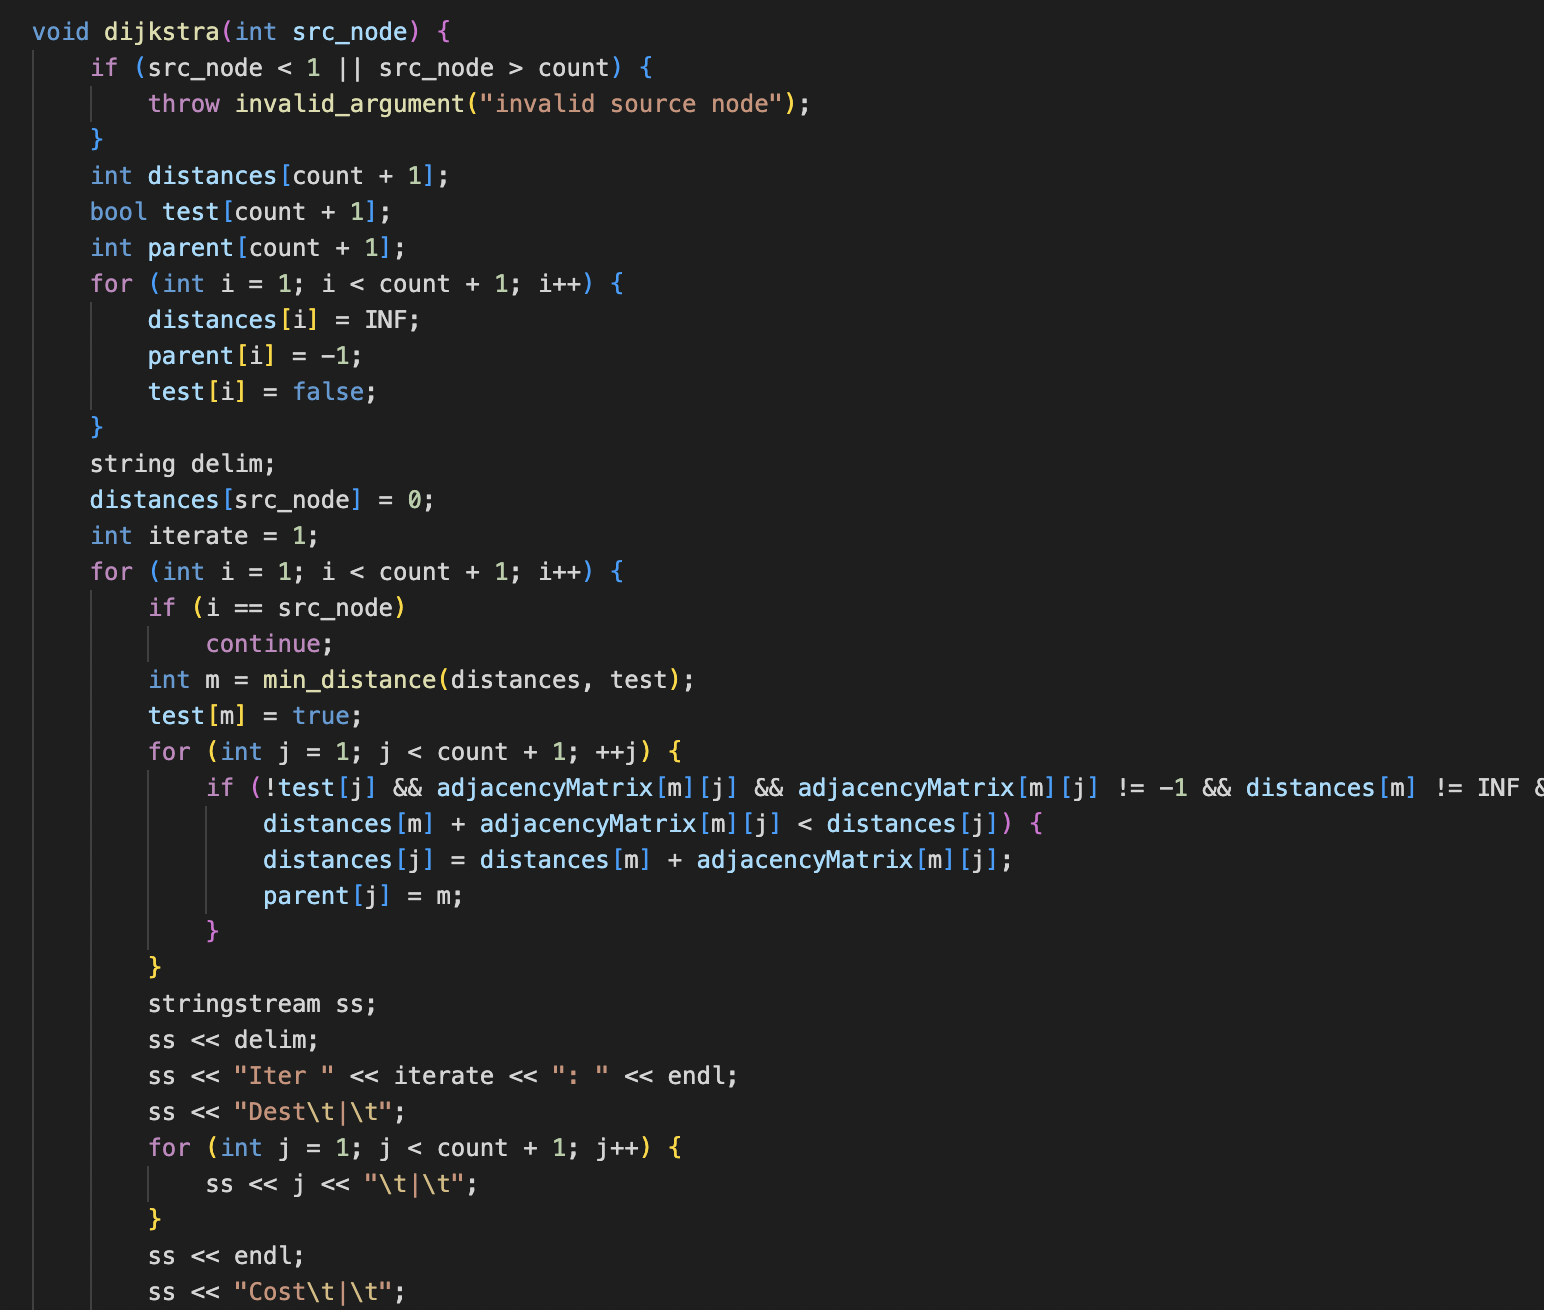 void dijkstra(int src_node) {
    if (src_node < 1 || src_node > count) {
        throw invalid_argument("invalid source node");
    }
    int distances[count + 1];
    bool test[count + 1];
    int parent[count + 1];
    for (int i = 1; i < count + 1; i++) {
        distances[i] = INF;
        parent[i] = -1;
        test[i] = false;
    }
    string delim;
    distances[src_node] = 0;
    int iterate = 1;
    for (int i = 1; i < count + 1; i++) {
        if (i == src_node)
            continue;
        int m = min_distance(distances, test);
        test[m] = true;
        for (int j = 1; j < count + 1; ++j) {
            if (!test[j] && adjacencyMatrix[m][j] && adjacencyMatrix[m][j] != -1 && distances[m] != INF &
                distances[m] + adjacencyMatrix[m][j] < distances[j]) {
                distances[j] = distances[m] + adjacencyMatrix[m][j];
                parent[j] = m;
            }
        }
        stringstream ss;
        ss << delim;
        ss << "Iter " << iterate << ": " << endl;
        ss << "Dest\t|\t";
        for (int j = 1; j < count + 1; j++) {
            ss << j << "\t|\t";
        }
        ss << endl;
        ss << "Cost\t|\t";